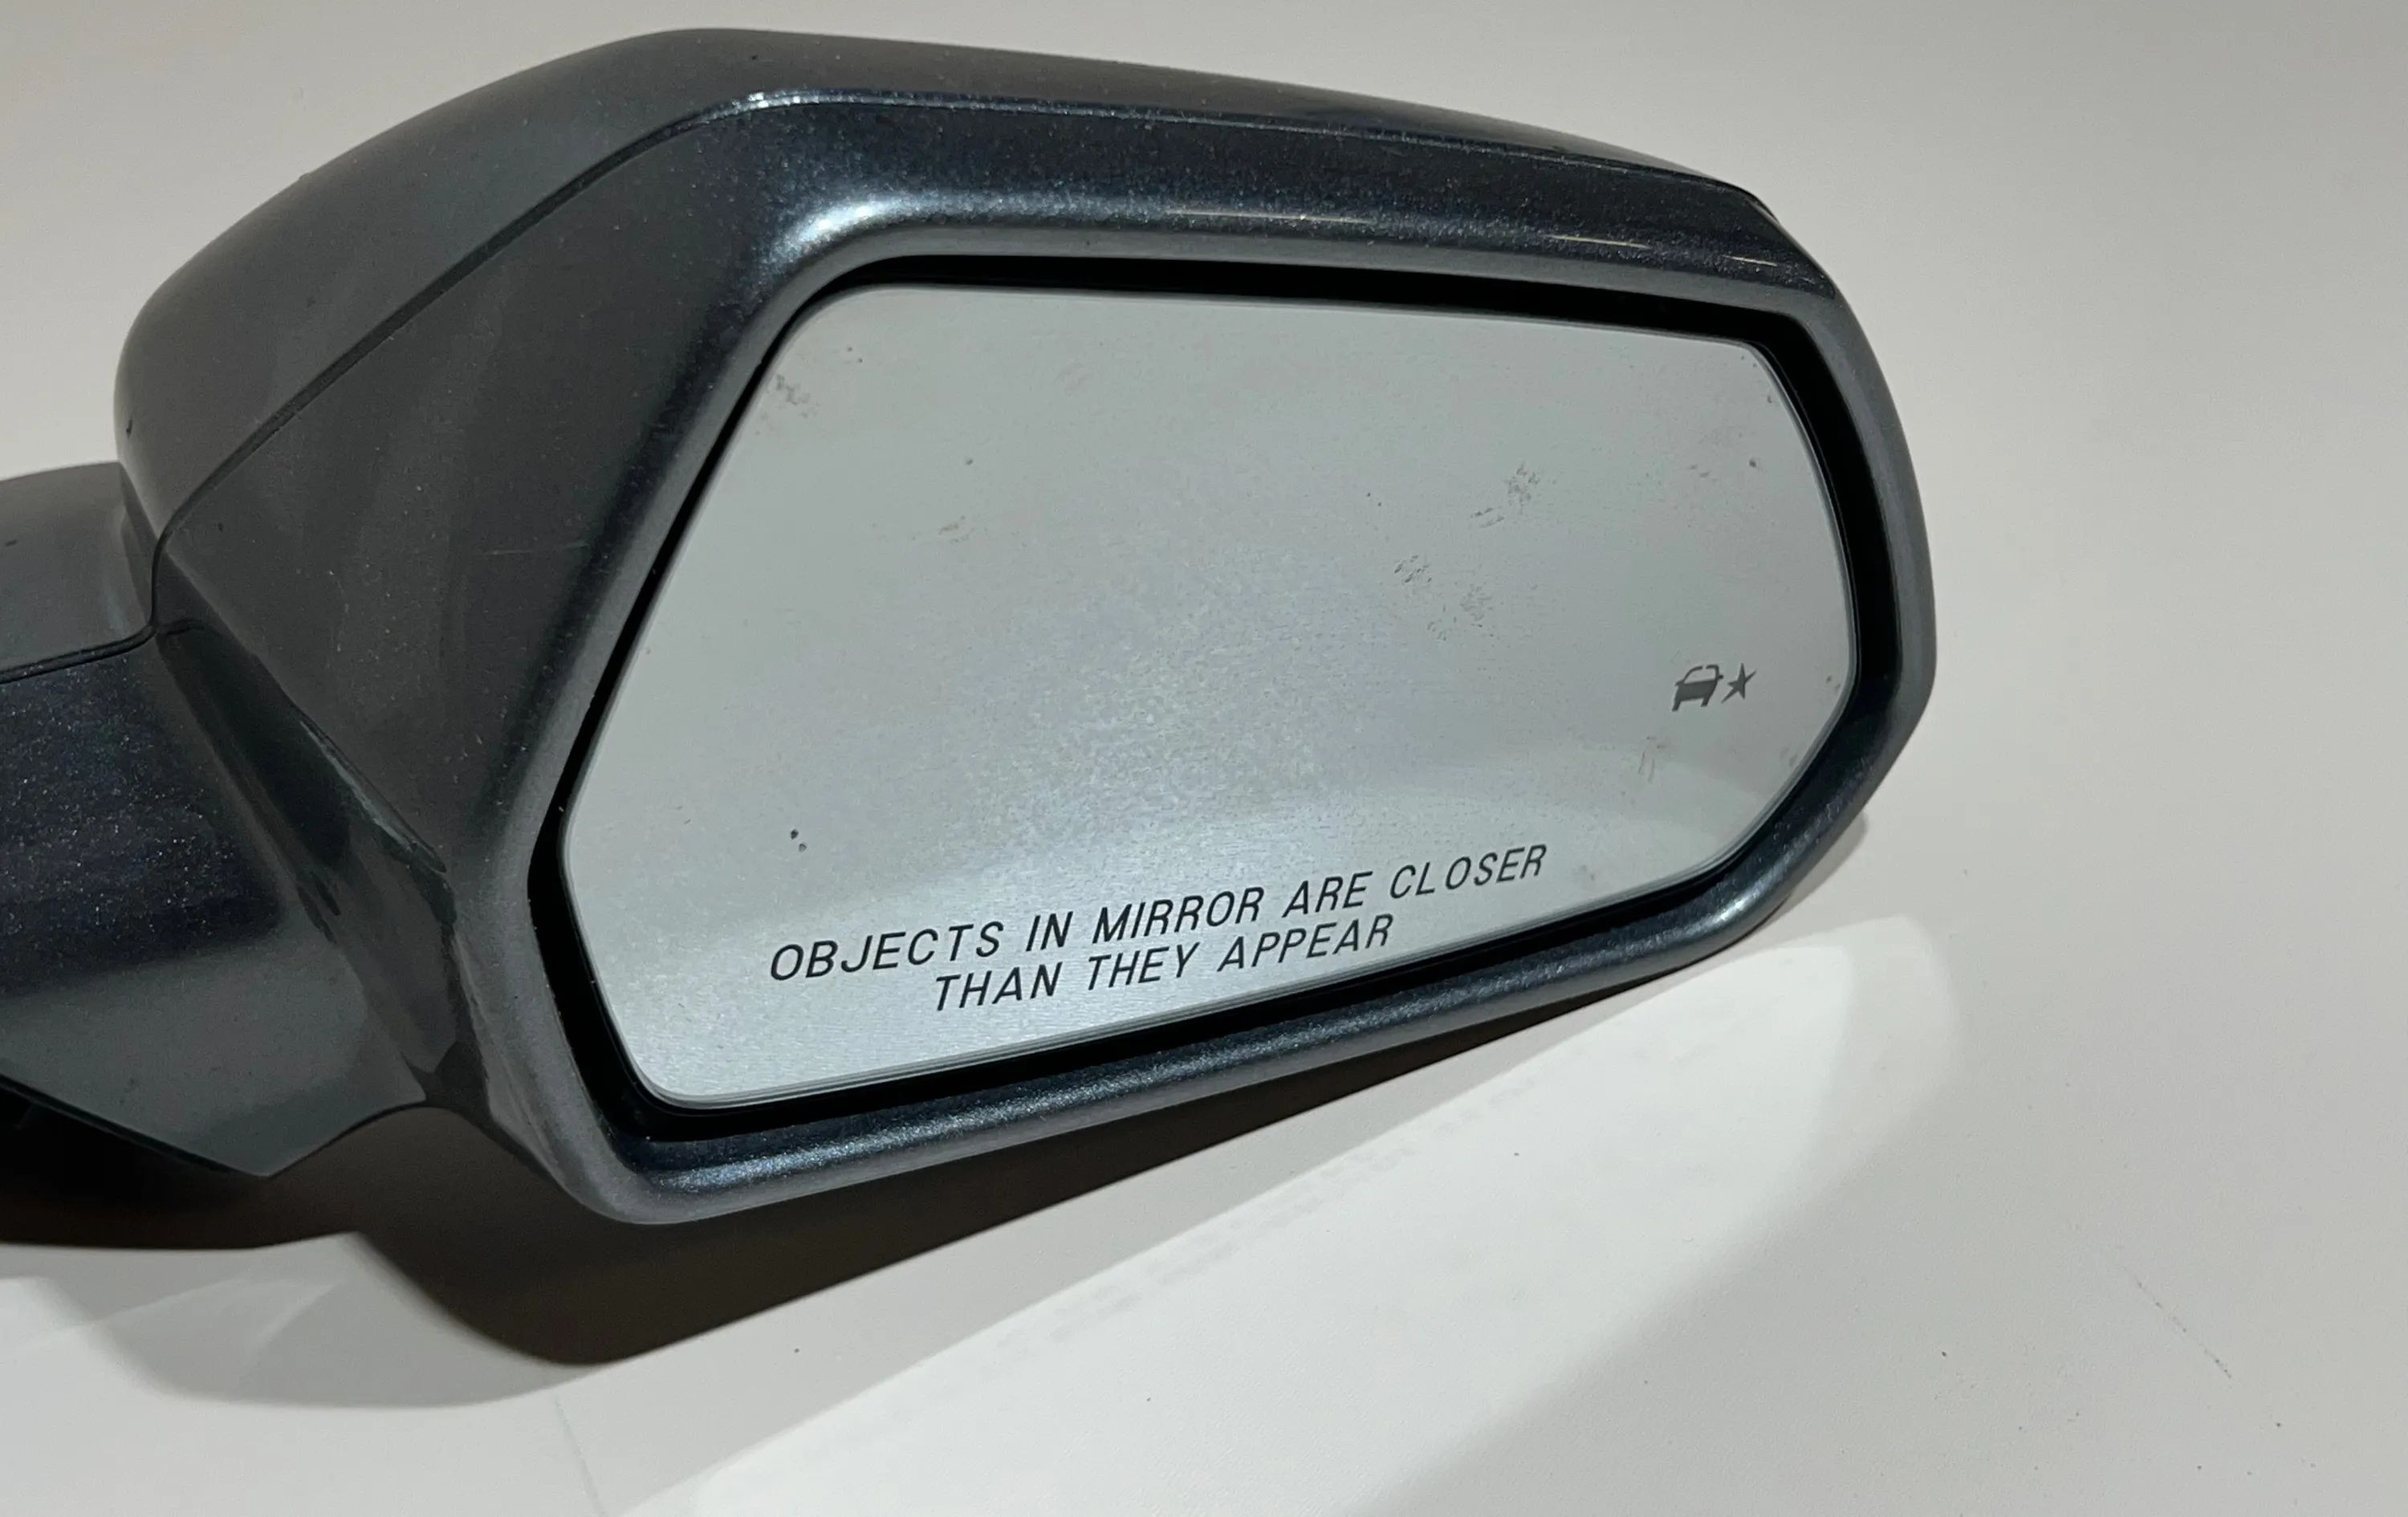 OBJECTS IN MIRROR ARE CLOSER
THAN THEY APPEAR